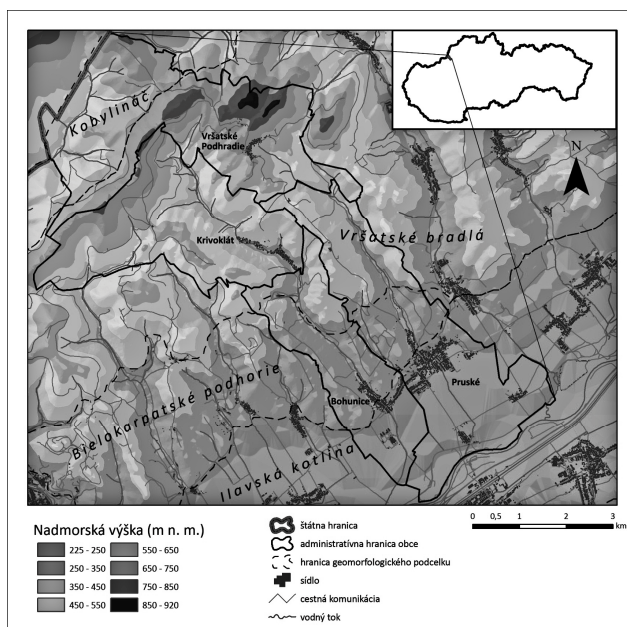 Kobylináč
Vršatské
Podhradie
N
Vršatské bradlá
Krivoklát
Bielokarpatské podhorie
Bohunice
Pruské
Ilavská kotlina
Nadmorská výška (m n. m.)
225 - 250
550 - 650
250 - 350
650 - 750
350 - 450
750 - 850
450 - 550
850 - 920
štátna hranica
administratívna hranica obce
hranica geomorfologického podcelku
sídlo
cestná komunikácia
vodný tok
0 0,5 1 2 3
km